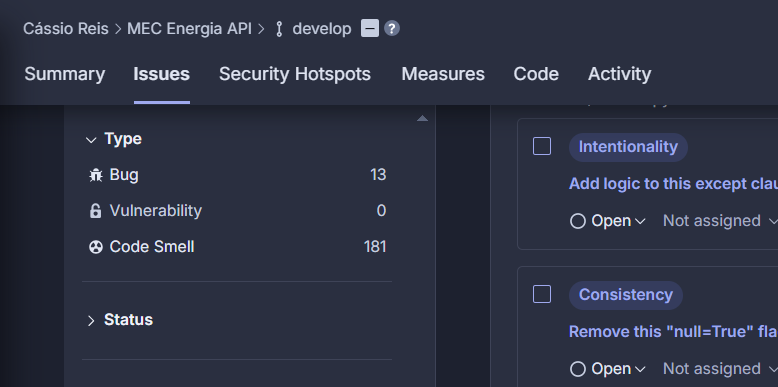 Cássio Reis > MEC Energia API > develop ?
Summary Issues Security Hotspots Measures Code Activity
Type
Bug 13
Vulnerability 0
Code Smell 181
Status
Intentionality
Add logic to this except clau
Open Not assigned
Consistency
Remove this "null=True" fla
Open Not assigned